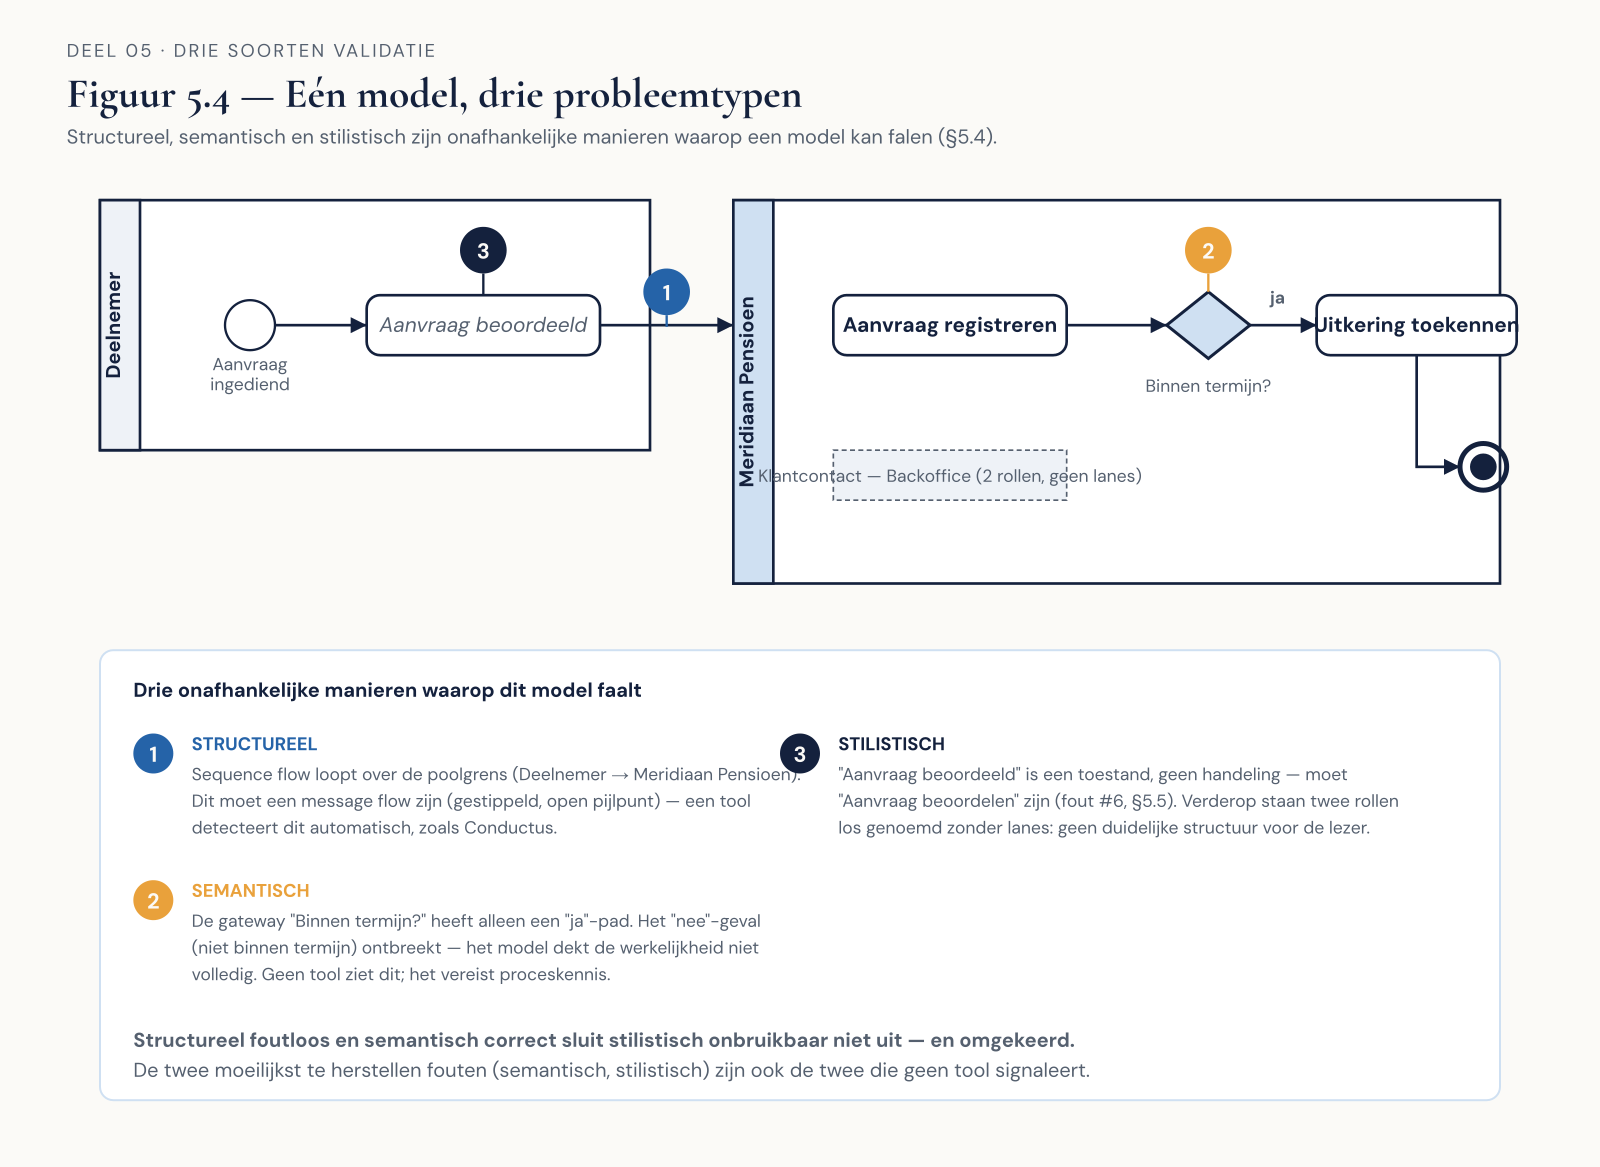 DEEL 05 · DRIE SOORTEN VALIDATIE
Figuur 5.4 — Eén model, drie probleemtypen
Structureel, semantisch en stilistisch zijn onafhankelijke manieren waarop een model kan falen (§5.4).
Deelnemer
3
Aanvraag beoordeeld
Aanvraag
ingediend
1
Meridiaan Pensioen
Aanvraag registreren
2
Binnen termijn?
ja
Uitkering toekennen
Klantcontact — Backoffice (2 rollen, geen lanes)
Drie onafhankelijke manieren waarop dit model faalt
1
STRUCTUREEL
Sequence flow loopt over de poolgrens (Deelnemer → Meridiaan Pensioen).
Dit moet een message flow zijn (gestippeld, open pijlpunt) — een tool
detecteert dit automatisch, zoals Conductus.
2
SEMANTISCH
De gateway "Binnen termijn?" heeft alleen een "ja"-pad. Het "nee"-geval
(niet binnen termijn) ontbreekt — het model dekt de werkelijkheid niet
volledig. Geen tool ziet dit; het vereist proceskennis.
3
STILISTISCH
"Aanvraag beoordeeld" is een toestand, geen handeling — moet
"Aanvraag beoordelen" zijn (fout #6, §5.5). Verderop staan twee rollen
los genoemd zonder lanes: geen duidelijke structuur voor de lezer.
Structureel foutloos en semantisch correct sluit stilistisch onbruikbaar niet uit — en omgekeerd.
De twee moeilijkst te herstellen fouten (semantisch, stilistisch) zijn ook de twee die geen tool signaleert.